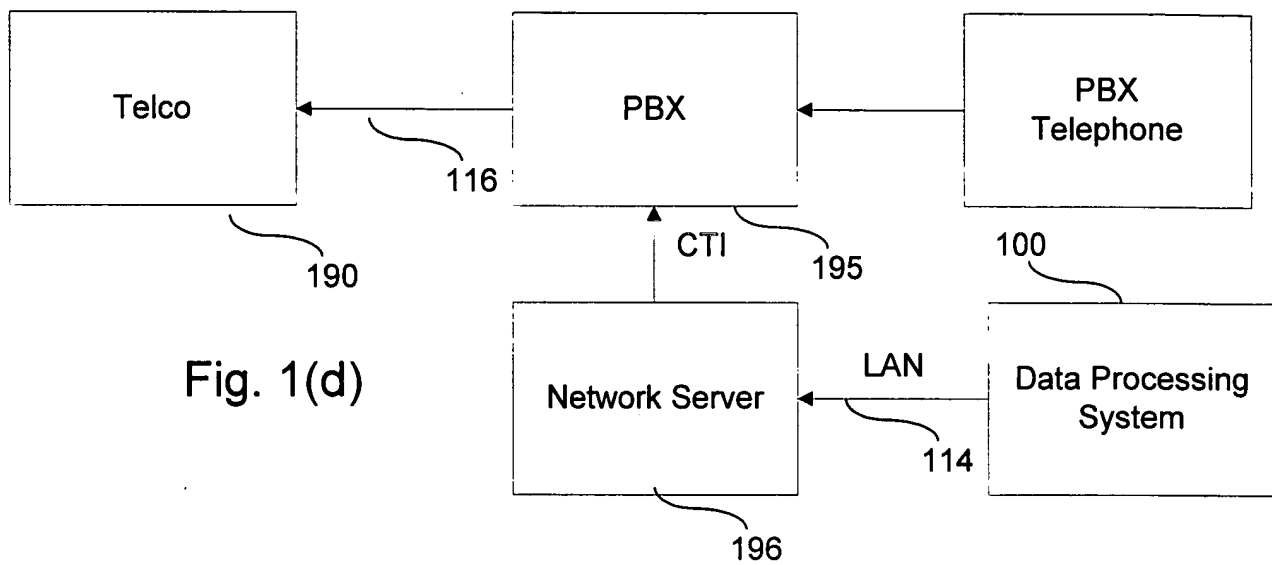 Telco
PBX
PBX
Telephone
116
190
CTI
195
100
Fig. 1(d)
Network Server
LAN
Data Processing
System
114
196